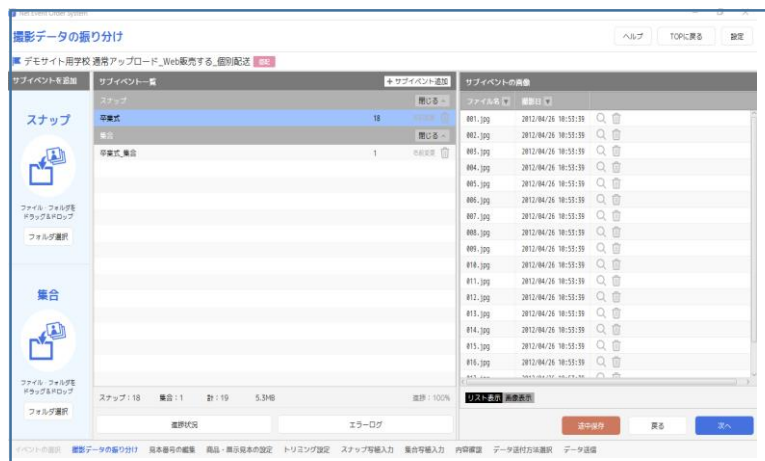 Net Event Order System
撮影データの振り分け
ヘルプ TOPに戻る 設定
デモサイト用学校 通常アップロード_Web販売する_個別配送
サブイベントを追加
スナップ
ファイル・フォルダを
ドラッグ&ドロップ
フォルダ選択
集合
ファイル・フォルダを
ドラッグ&ドロップ
フォルダ選択
サブイベント一覧 +サブイベント追加
スナップ 閉じる
卒業式 18 名前変更
集合 閉じる
卒業式_集合 1 名前変更
スナップ:18 集合:1 計:19 5.3MB 進捗:100%
進捗状況 エラーログ
サブイベントの画像
ファイル名 撮影日
001.jpg 2012/04/26 10:53:39
002.jpg 2012/04/26 10:53:39
003.jpg 2012/04/26 10:53:39
004.jpg 2012/04/26 10:53:39
005.jpg 2012/04/26 10:53:39
006.jpg 2012/04/26 10:53:39
007.jpg 2012/04/26 10:53:39
008.jpg 2012/04/26 10:53:39
009.jpg 2012/04/26 10:53:39
010.jpg 2012/04/26 10:53:39
011.jpg 2012/04/26 10:53:39
012.jpg 2012/04/26 10:53:39
013.jpg 2012/04/26 10:53:39
014.jpg 2012/04/26 10:53:39
015.jpg 2012/04/26 10:53:39
016.jpg 2012/04/26 10:53:39
リスト表示 画像表示
途中保存 戻る 次へ
イベントの選択 撮影データの振り分け 見本番号の編集 商品・展示見本の設定 トリミング設定 スナップ写縦入力 集合写縦入力 内容確認 データ送付方法選択 データ送信